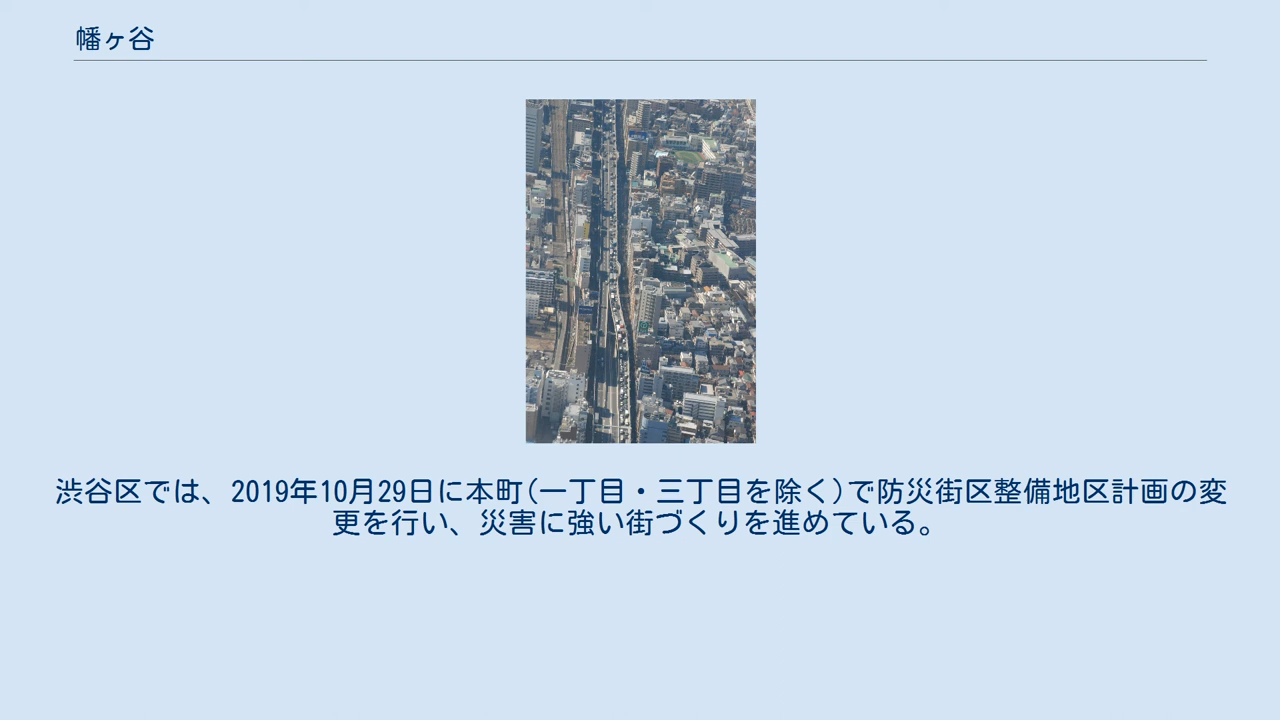 幡ヶ谷
渋谷区では、2019年10月29日に本町(一丁目・三丁目を除く)で防災街区整備地区計画の変
更を行い、災害に強い街づくりを進めている。